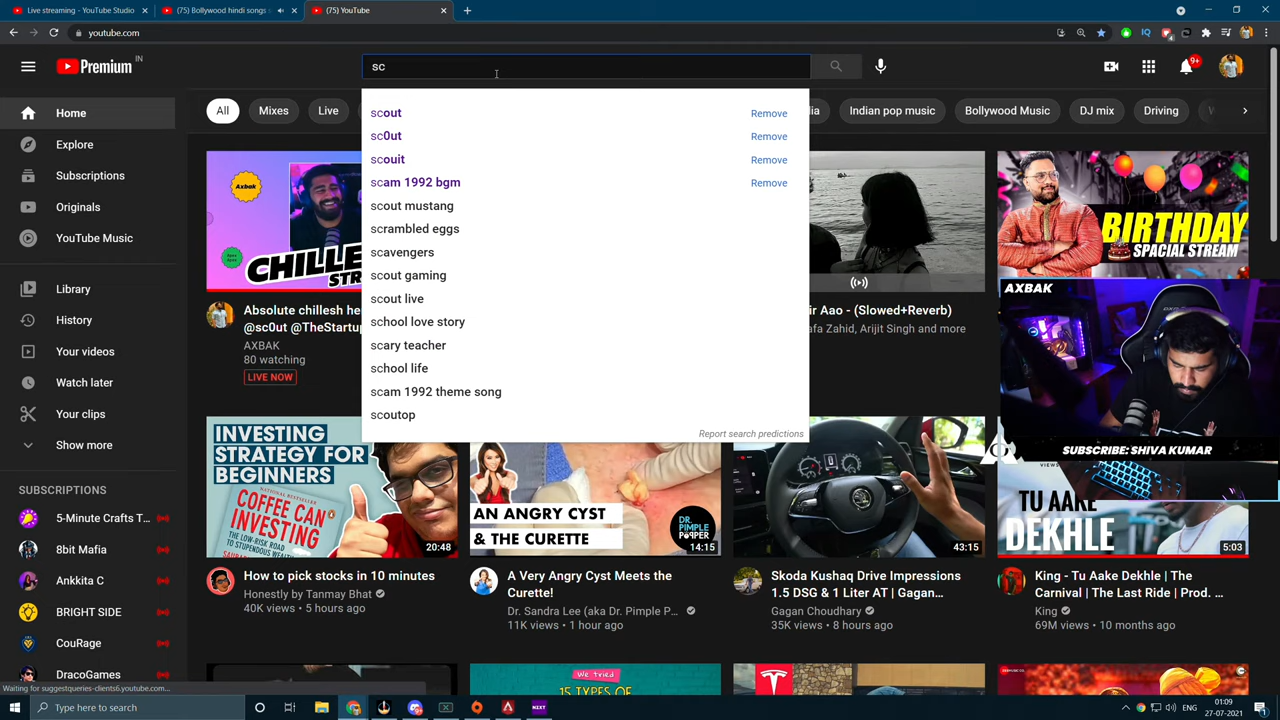 Live streaming - YouTube Studio
(75) Bollywood hindi songs s
(75) YouTube
youtube.com
Premium IN
sc
9+
Home
Subscriptions
Originals
YouTube Music
Library
History
Your videos
Watch later
Your clips
Show more
SUBSCRIPTIONS
5-Minute Crafts T...
8bit Mafia
Ankkita C
BRIGHT SIDE
CouRage
DracoGames
All
Mixes
Live
Indian pop music
Bollywood Music
DJ mix
Driving
scout
Remove
sc0ut
Remove
scouit
Remove
scam 1992 bgm
Remove
scout mustang
scrambled eggs
scavengers
scout gaming
scout live
school love story
scary teacher
school life
scam 1992 theme song
scoutop
Report search predictions
Axbak
CHILLE
STR
Absolute chillesh he
@sc0ut @TheStartup
AXBAK
80 watching
LIVE NOW
ir Aao - (Slowed+Reverb)
afa Zahid, Arijit Singh and more
BIRTHDAY
SPACIAL STREAM
AXBAK
SUBSCRIBE: SHIVA KUMAR
INVESTING
STRATEGY FOR
BEGINNERS
COFFEE CAN
INVESTING
THE LOW-RISK ROAD
TO STUPENDOUS WEALTH
20:48
How to pick stocks in 10 minutes
Honestly by Tanmay Bhat
40K views • 5 hours ago
AN ANGRY CYST
& THE CURETTE
DR.
PIMPLE
POPPER
14:15
A Very Angry Cyst Meets the
Curette!
Dr. Sandra Lee (aka Dr. Pimple P...
11K views • 1 hour ago
43:15
Skoda Kushaq Drive Impressions
1.5 DSG & 1 Liter AT | Gagan...
Gagan Choudhary
35K views • 8 hours ago
VIEWS
TU AAKE
DEKHLE
5:03
King - Tu Aake Dekhle | The
Carnival | The Last Ride | Prod. ...
King
69M views • 10 months ago
We tried
15 TYPES OF
Waiting for suggestqueries-clients6.youtube.com...
Type here to search
NZXT
ENG
01:09
27-07-2021